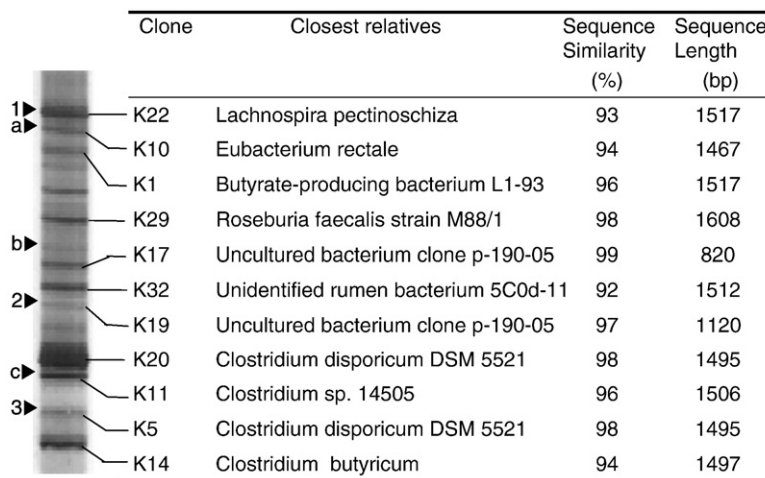 Clone Closest relatives Sequence Sequence
Similarity Length
(%) (bp)
1 K22 Lachnospira pectinoschiza 93 1517
a K10 Eubacterium rectale 94 1467
K1 Butyrate-producing bacterium L1-93 96 1517
K29 Roseburia faecalis strain M88/1 98 1608
b K17 Uncultured bacterium clone p-190-05 99 820
K32 Unidentified rumen bacterium 5C0d-11 92 1512
2 K19 Uncultured bacterium clone p-190-05 97 1120
K20 Clostridium disporicum DSM 5521 98 1495
c K11 Clostridium sp. 14505 96 1506
3 K5 Clostridium disporicum DSM 5521 98 1495
K14 Clostridium butyricum 94 1497